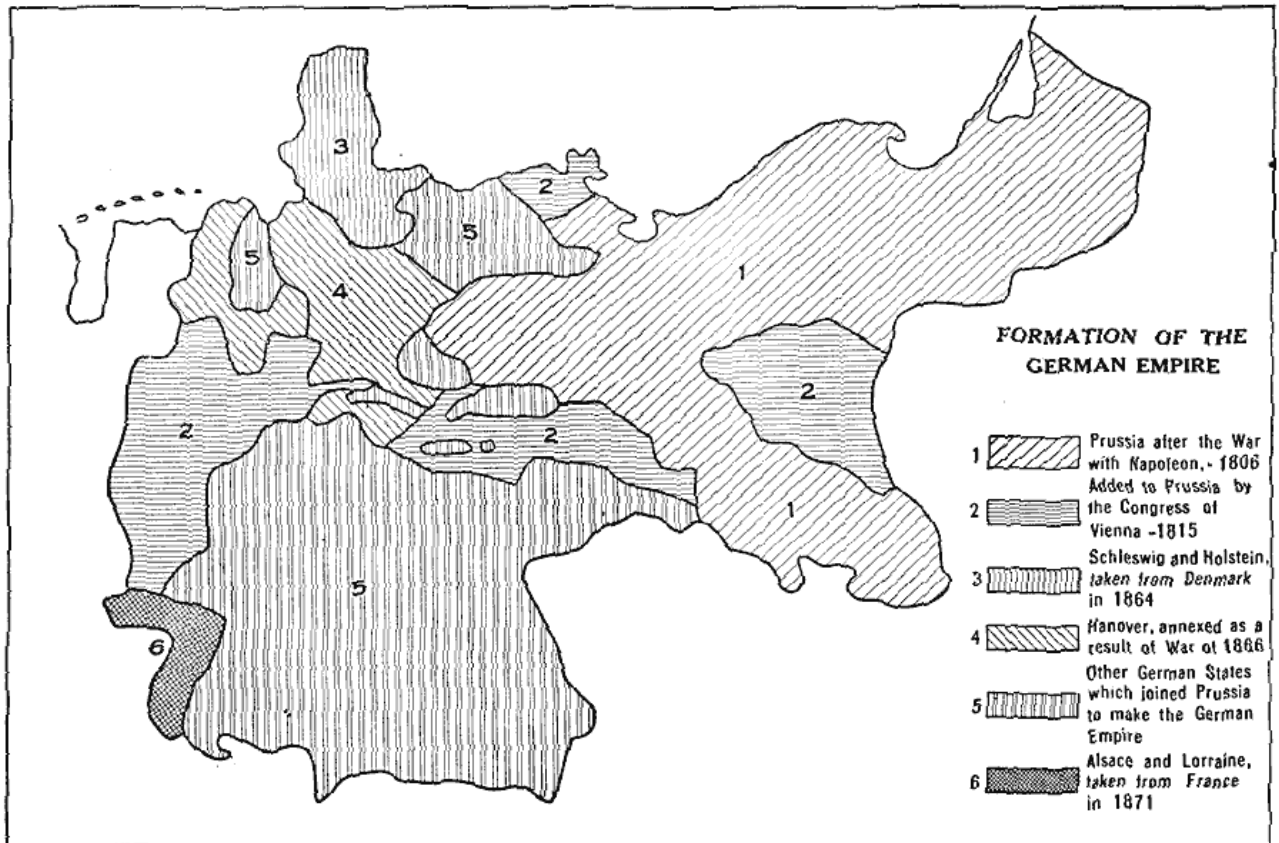 3
2
5
5
1
4
2
2
2
1
5
6
FORMATION OF THE
GERMAN EMPIRE
1 Prussia after the War
with Napoleon,- 1806
2 Added to Prussia by
the Congress of
Vienna -1815
3 Schleswig and Holstein,
taken from Denmark
in 1864
4 Hanover, annexed as a
result of War of 1866
5 Other German States
which joined Prussia
to make the German
Empire
6 Alsace and Lorraine,
taken from France
in 1871